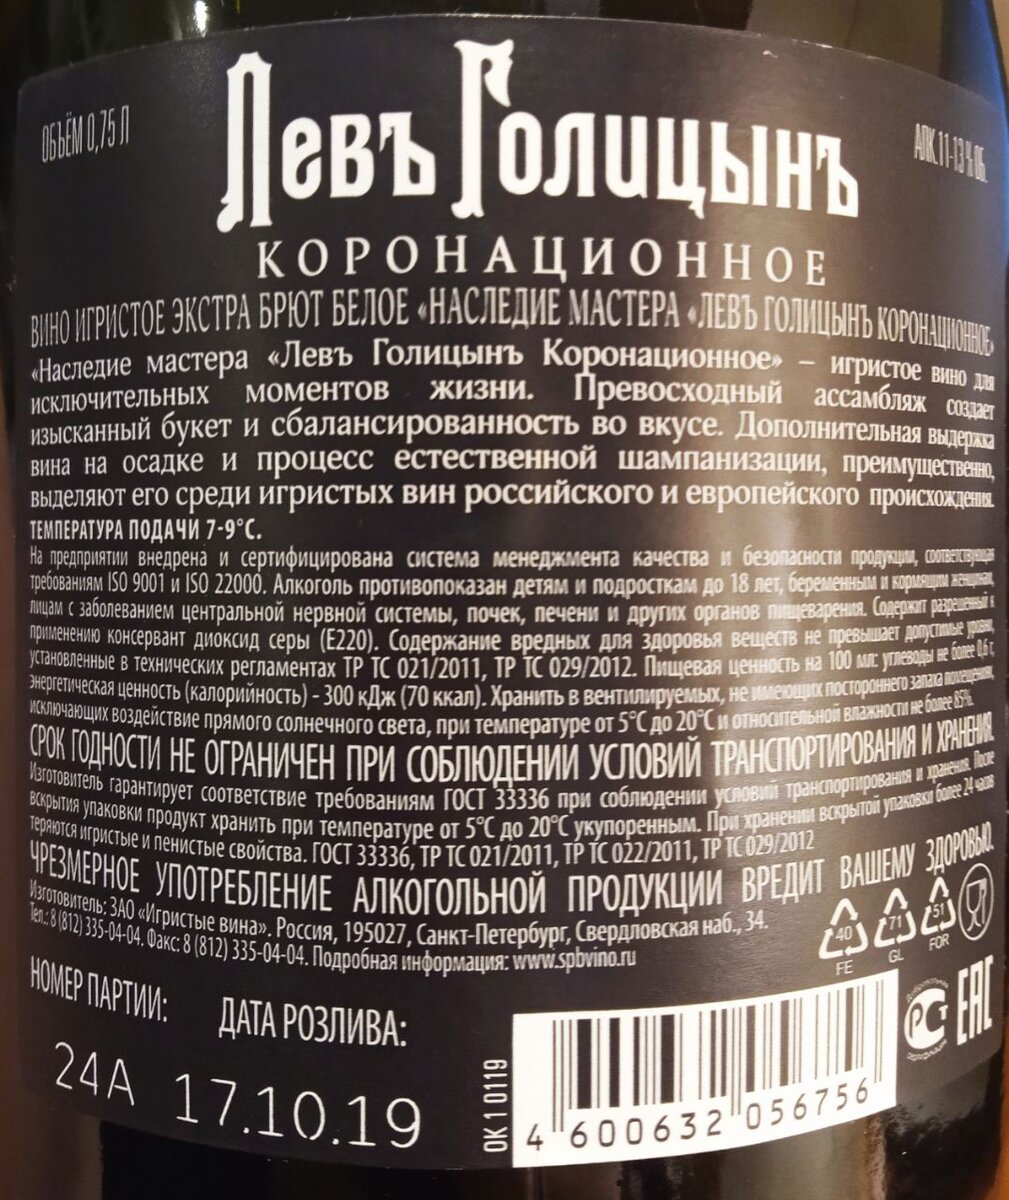 ОБЪЁМ 0,75 Л
АЛК. 11-13 % ОБ.
Левъ Голицынъ
КОРОНАЦИОННОЕ
ВИНО ИГРИСТОЕ ЭКСТРА БРЮТ БЕЛОЕ «НАСЛЕДИЕ МАСТЕРА «ЛЕВЪ ГОЛИЦЫНЪ КОРОНАЦИОННОЕ»
«Наследие мастера «Левъ Голицынъ Коронационное» – игристое вино для
исключительных моментов жизни. Превосходный ассамбляж создает
изысканный букет и сбалансированность во вкусе. Дополнительная выдержка
вина на осадке и процесс естественной шампанизации, преимущественно,
выделяют его среди игристых вин российского и европейского происхождения.
ТЕМПЕРАТУРА ПОДАЧИ 7-9°С.
На предприятии внедрена и сертифицирована система менеджмента качества и безопасности продукции, соответствующая
требованиям ISO 9001 и ISO 22000. Алкоголь противопоказан детям и подросткам до 18 лет, беременным и кормящим женщинам,
лицам с заболеванием центральной нервной системы, почек, печени и других органов пищеварения. Содержит разрешенный к
применению консервант диоксид серы (Е220). Содержание вредных для здоровья веществ не превышает допустимые уровни,
установленные в технических регламентах ТР ТС 021/2011, ТР ТС 029/2012. Пищевая ценность на 100 мл: углеводы не более 0,6 г,
энергетическая ценность (калорийность) - 300 кДж (70 ккал). Хранить в вентилируемых, не имеющих постороннего запаха помещениях,
исключающих воздействие прямого солнечного света, при температуре от 5°С до 20°С и относительной влажности не более 85%.
СРОК ГОДНОСТИ НЕ ОГРАНИЧЕН ПРИ СОБЛЮДЕНИИ УСЛОВИЙ ТРАНСПОРТИРОВАНИЯ И ХРАНЕНИЯ.
Изготовитель гарантирует соответствие требованиям ГОСТ 33336 при соблюдении условий транспортирования и хранения. После
вскрытия упаковки продукт хранить при температуре от 5°С до 20°С укупоренным. При хранении вскрытой упаковки более 24 часов
теряются игристые и пенистые свойства. ГОСТ 33336, ТР ТС 021/2011, ТР ТС 022/2011, ТР ТС 029/2012
ЧРЕЗМЕРНОЕ УПОТРЕБЛЕНИЕ АЛКОГОЛЬНОЙ ПРОДУКЦИИ ВРЕДИТ ВАШЕМУ ЗДОРОВЬЮ.
Изготовитель: ЗАО «Игристые вина». Россия, 195027, Санкт-Петербург, Свердловская наб., 34.
Тел.: 8 (812) 335-04-04. Факс: 8 (812) 335-04-04. Подробная информация: www.spbvino.ru
40
FE
71
GL
51
FOR
НОМЕР ПАРТИИ:
ДАТА РОЗЛИВА:
24А 17.10.19
ОК 1 0119
4 600632 056756
Добровольная
РСТ
сертификация
EAC